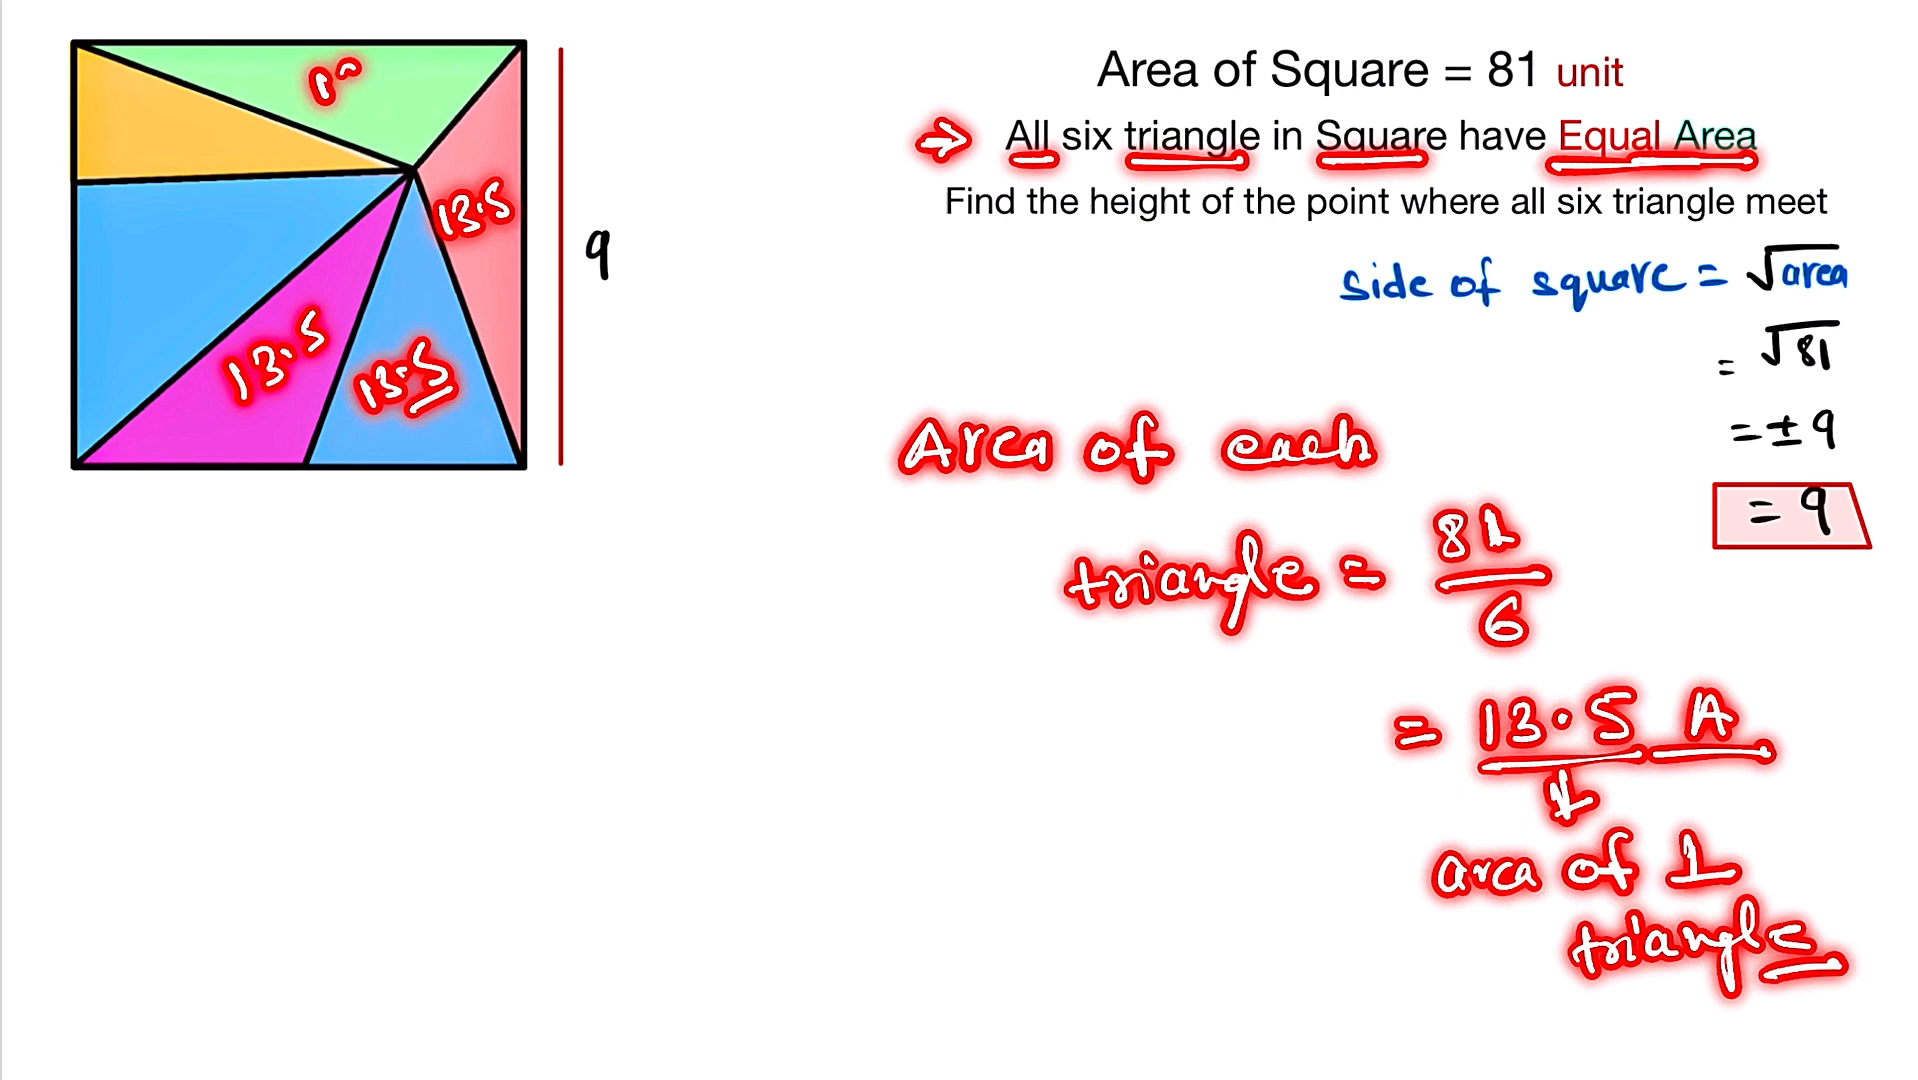 Area of Square = 81 unit
⇒ All six triangle in Square have Equal Area
Find the height of the point where all six triangle meet
side of square = √area
= √81
= ± 9
= 9
9
13.5
13.5
13.5
Area of each
triangle = 81/6
= 13.5 A
area of 1
triangle